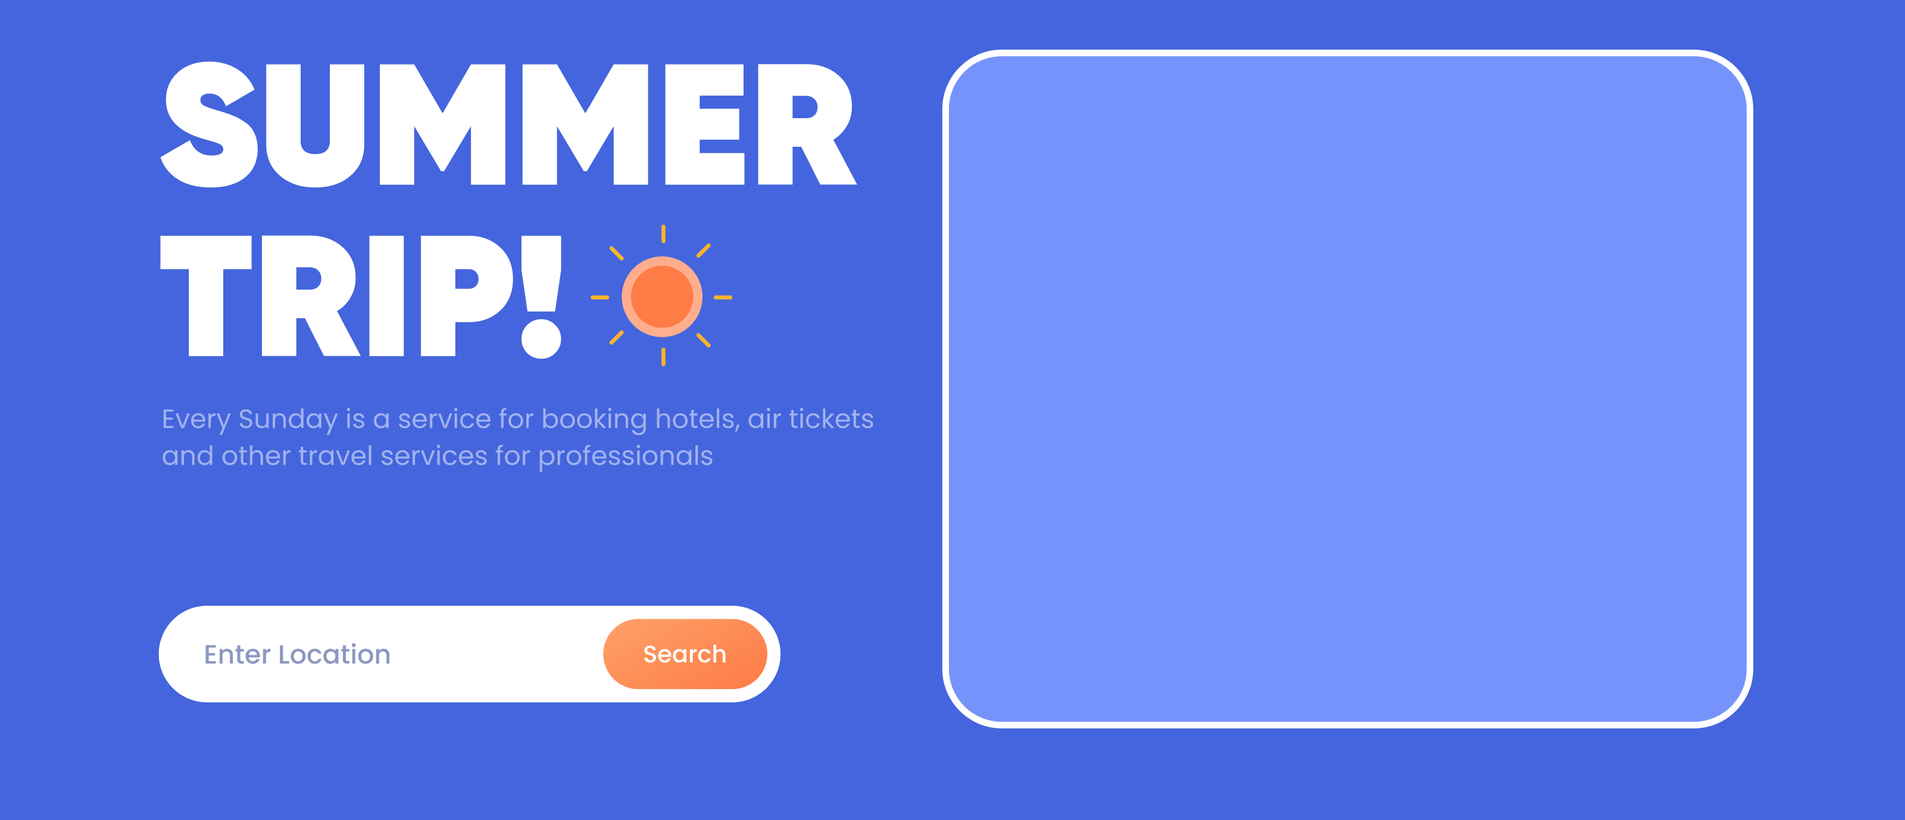 SUMMER
TRIP!
Every Sunday is a service for booking hotels, air tickets
and other travel services for professionals
Enter Location
Search